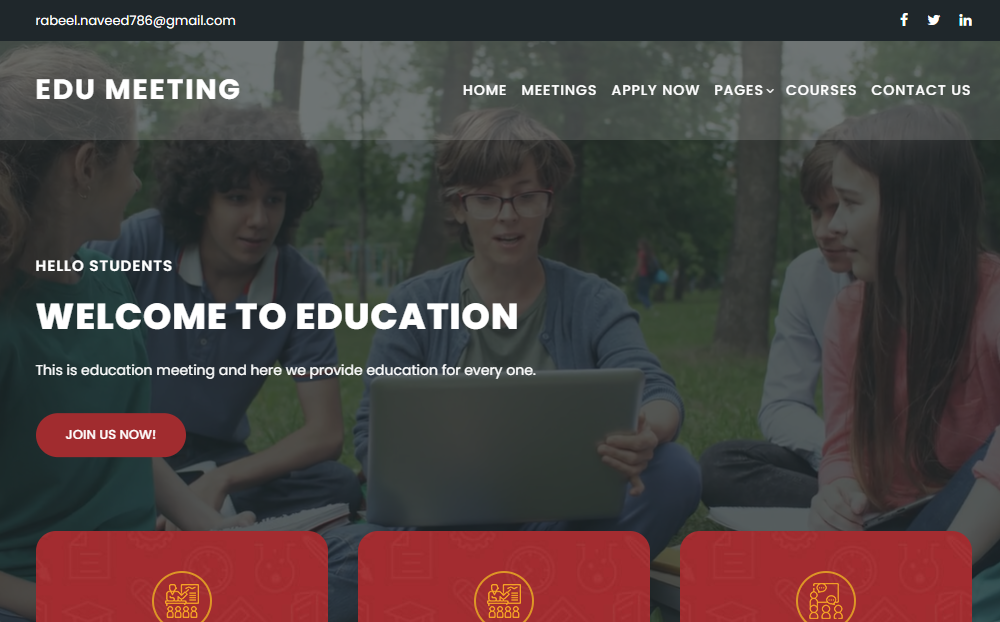 rabeel.naveed786@gmail.com
EDU MEETING
HOME MEETINGS APPLY NOW PAGES COURSES CONTACT US
HELLO STUDENTS
WELCOME TO EDUCATION
This is education meeting and here we provide education for every one.
JOIN US NOW!